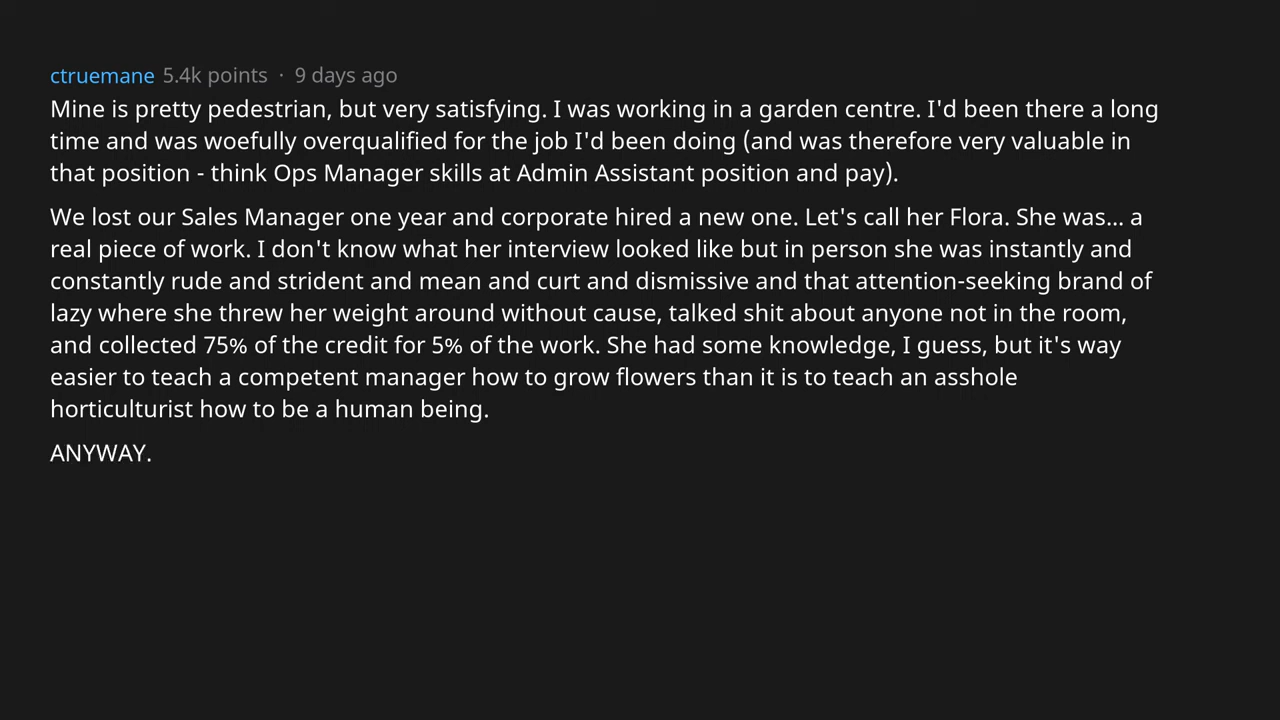 ctruemane 5.4k points · 9 days ago
Mine is pretty pedestrian, but very satisfying. I was working in a garden centre. I'd been there a long
time and was woefully overqualified for the job I'd been doing (and was therefore very valuable in
that position - think Ops Manager skills at Admin Assistant position and pay).
We lost our Sales Manager one year and corporate hired a new one. Let's call her Flora. She was... a
real piece of work. I don't know what her interview looked like but in person she was instantly and
constantly rude and strident and mean and curt and dismissive and that attention-seeking brand of
lazy where she threw her weight around without cause, talked shit about anyone not in the room,
and collected 75% of the credit for 5% of the work. She had some knowledge, I guess, but it's way
easier to teach a competent manager how to grow flowers than it is to teach an asshole
horticulturist how to be a human being.
ANYWAY.